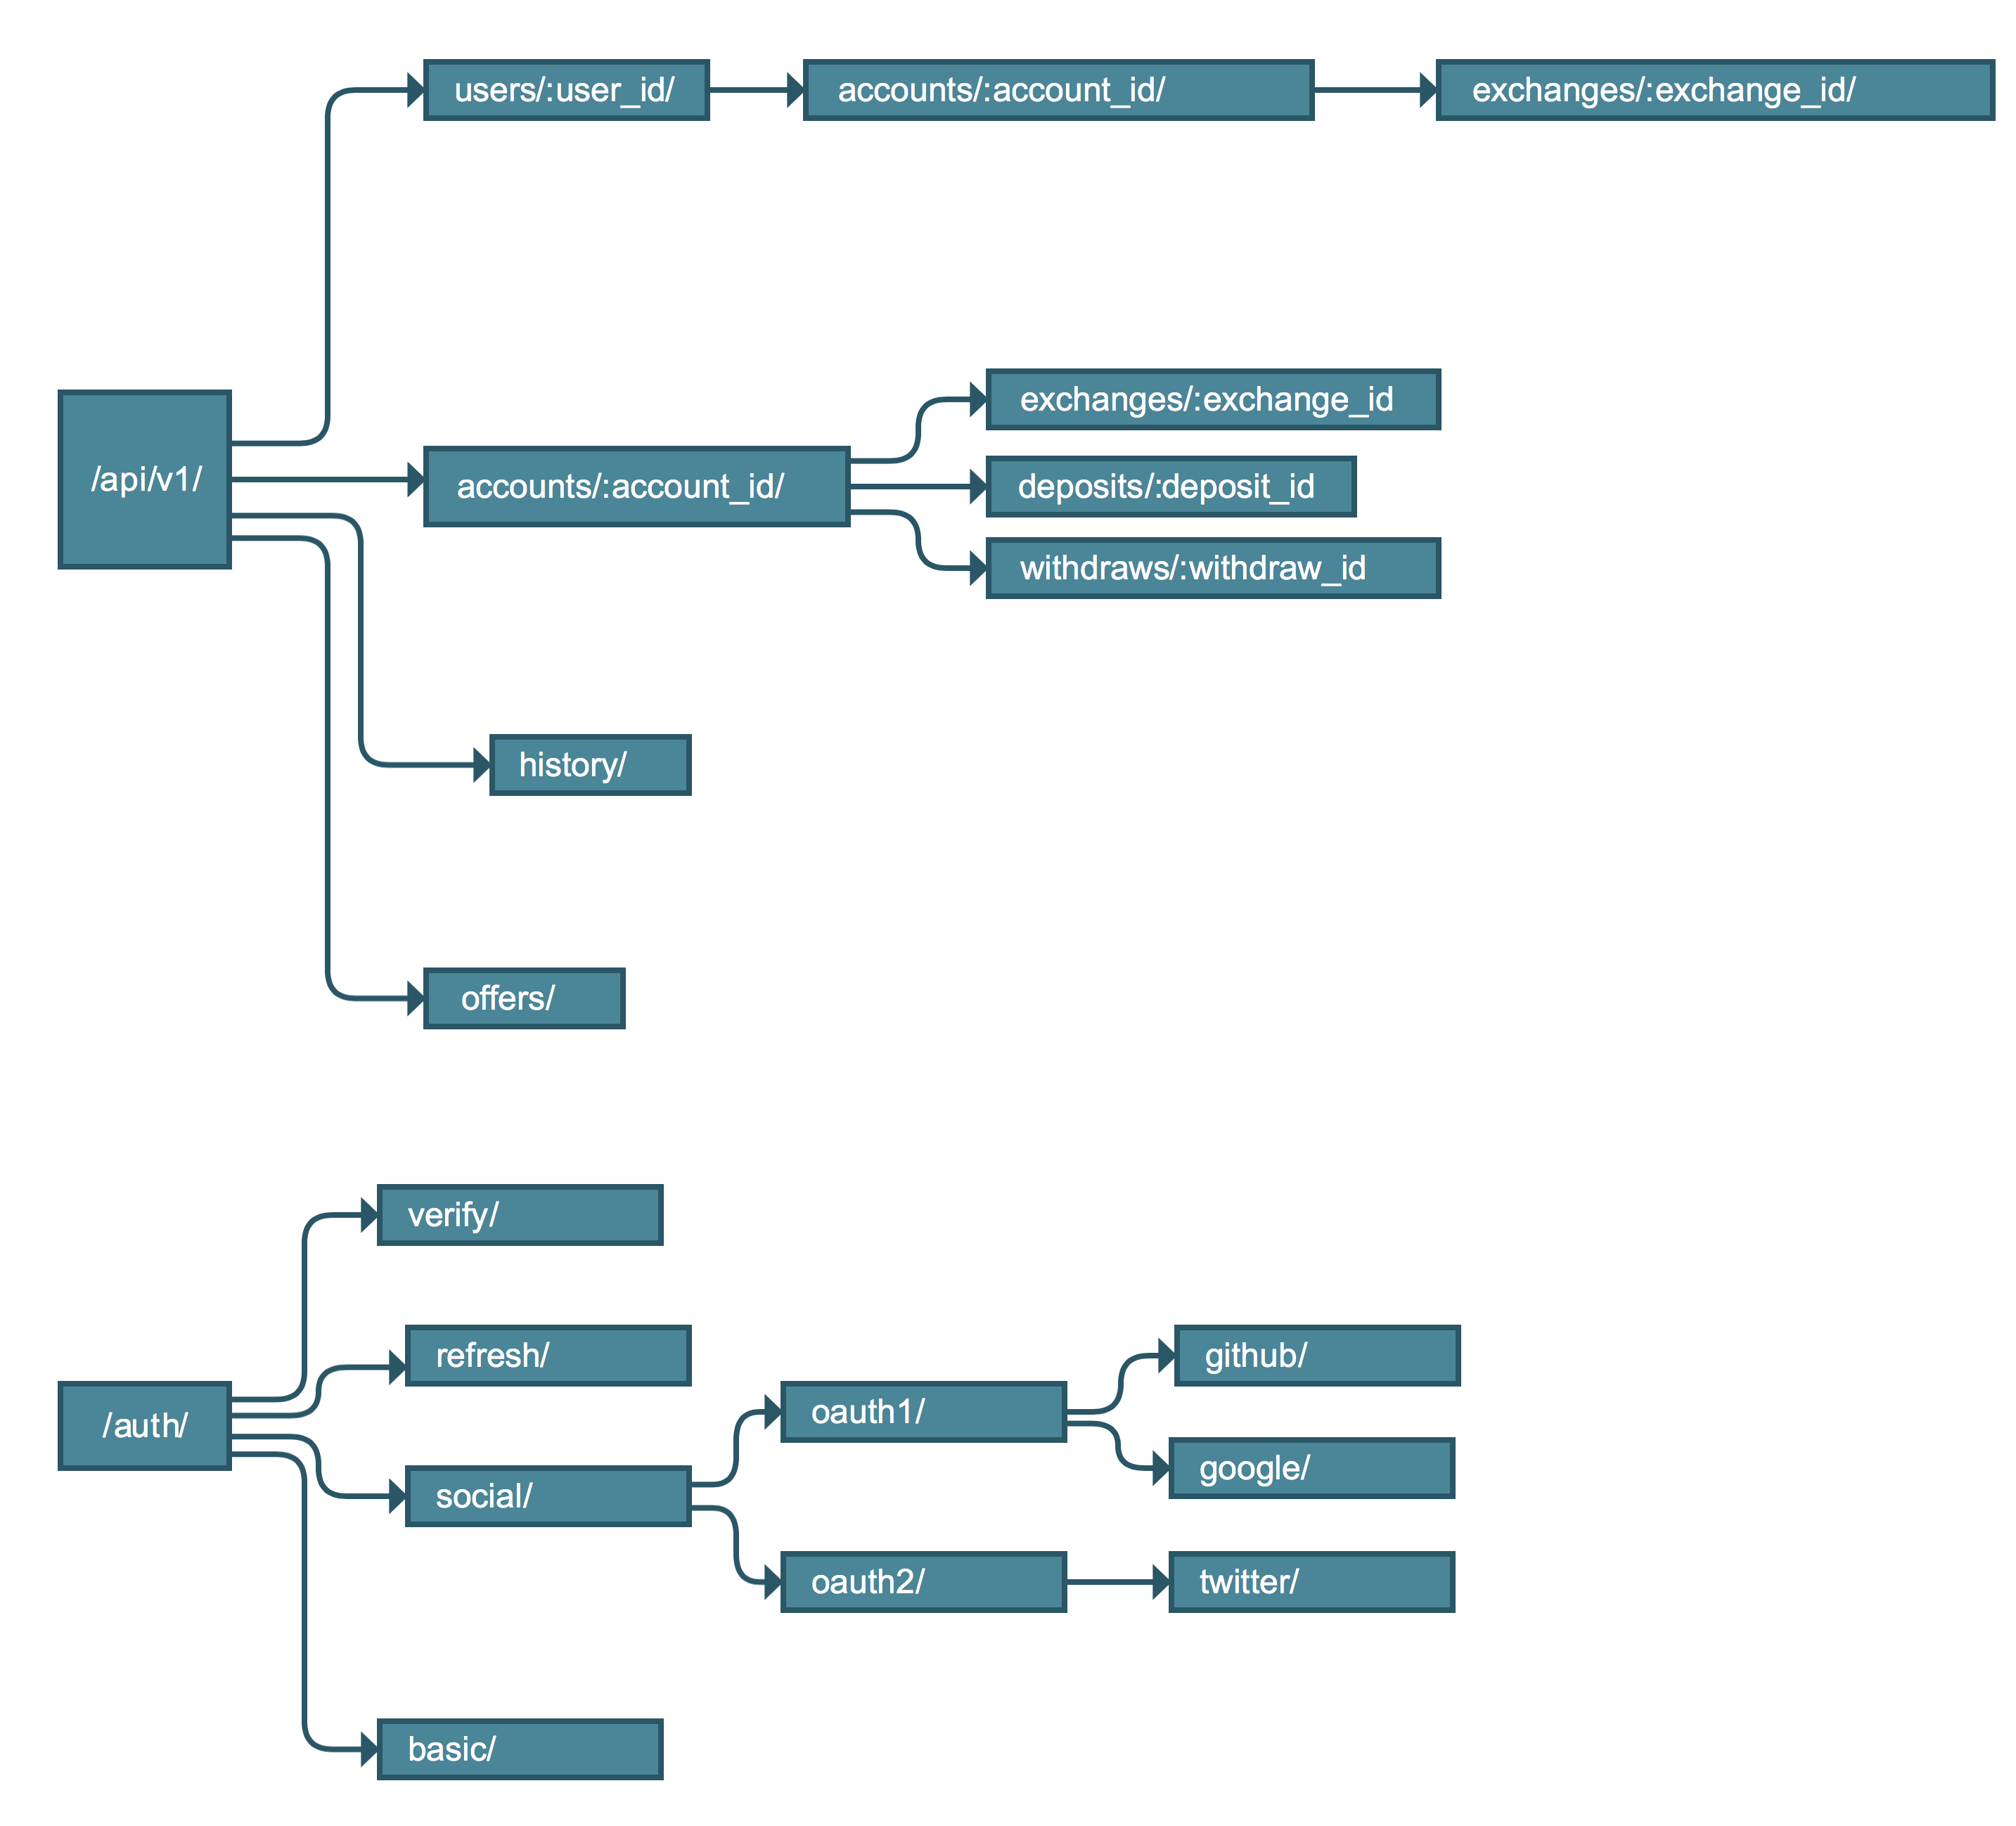 users/:user_id/
accounts/:account_id/
exchanges/:exchange_id/
/api/v1/
accounts/:account_id/
exchanges/:exchange_id
deposits/:deposit_id
withdraws/:withdraw_id
history/
offers/
/auth/
verify/
refresh/
social/
oauth1/
github/
google/
oauth2/
twitter/
basic/